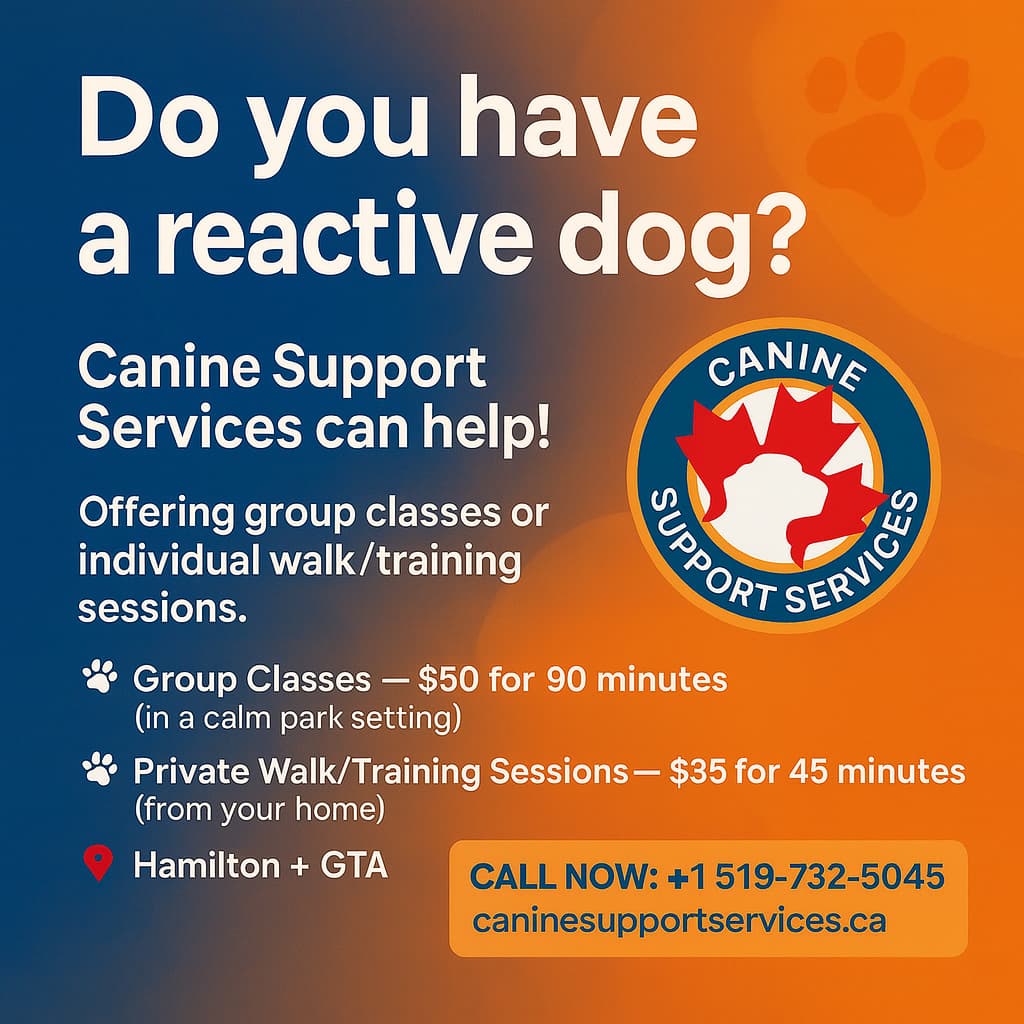 Do you have
a reactive dog?
Canine Support
Services can help!
CANINE
SUPPORT SERVICES
Offering group classes or
individual walk/training
sessions.
Group Classes — $50 for 90 minutes
(in a calm park setting)
Private Walk/Training Sessions — $35 for 45 minutes
(from your home)
Hamilton + GTA
CALL NOW: +1 519-732-5045
caninesupportservices.ca